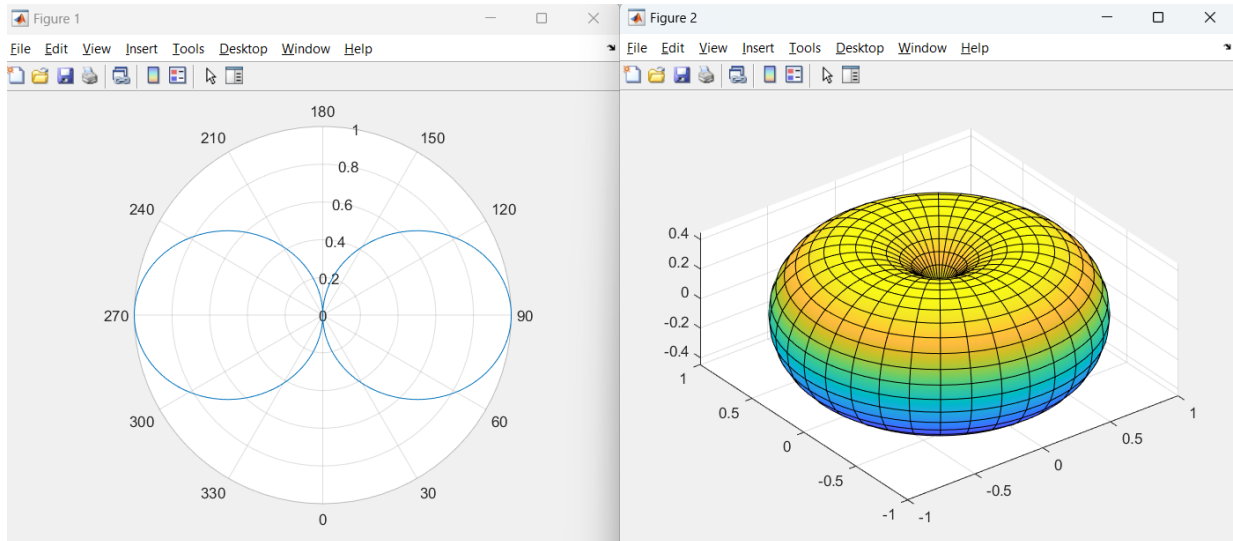 Figure 1
File Edit View Insert Tools Desktop Window Help
180
210 1 150
0.8
240 0.6 120
0.4
0.2
270 0 90
300 60
330 30
0
Figure 2
File Edit View Insert Tools Desktop Window Help
0.4
0.2
0
-0.2
-0.4
1 1
0.5 0.5
0 0
-0.5 -0.5
-1 -1